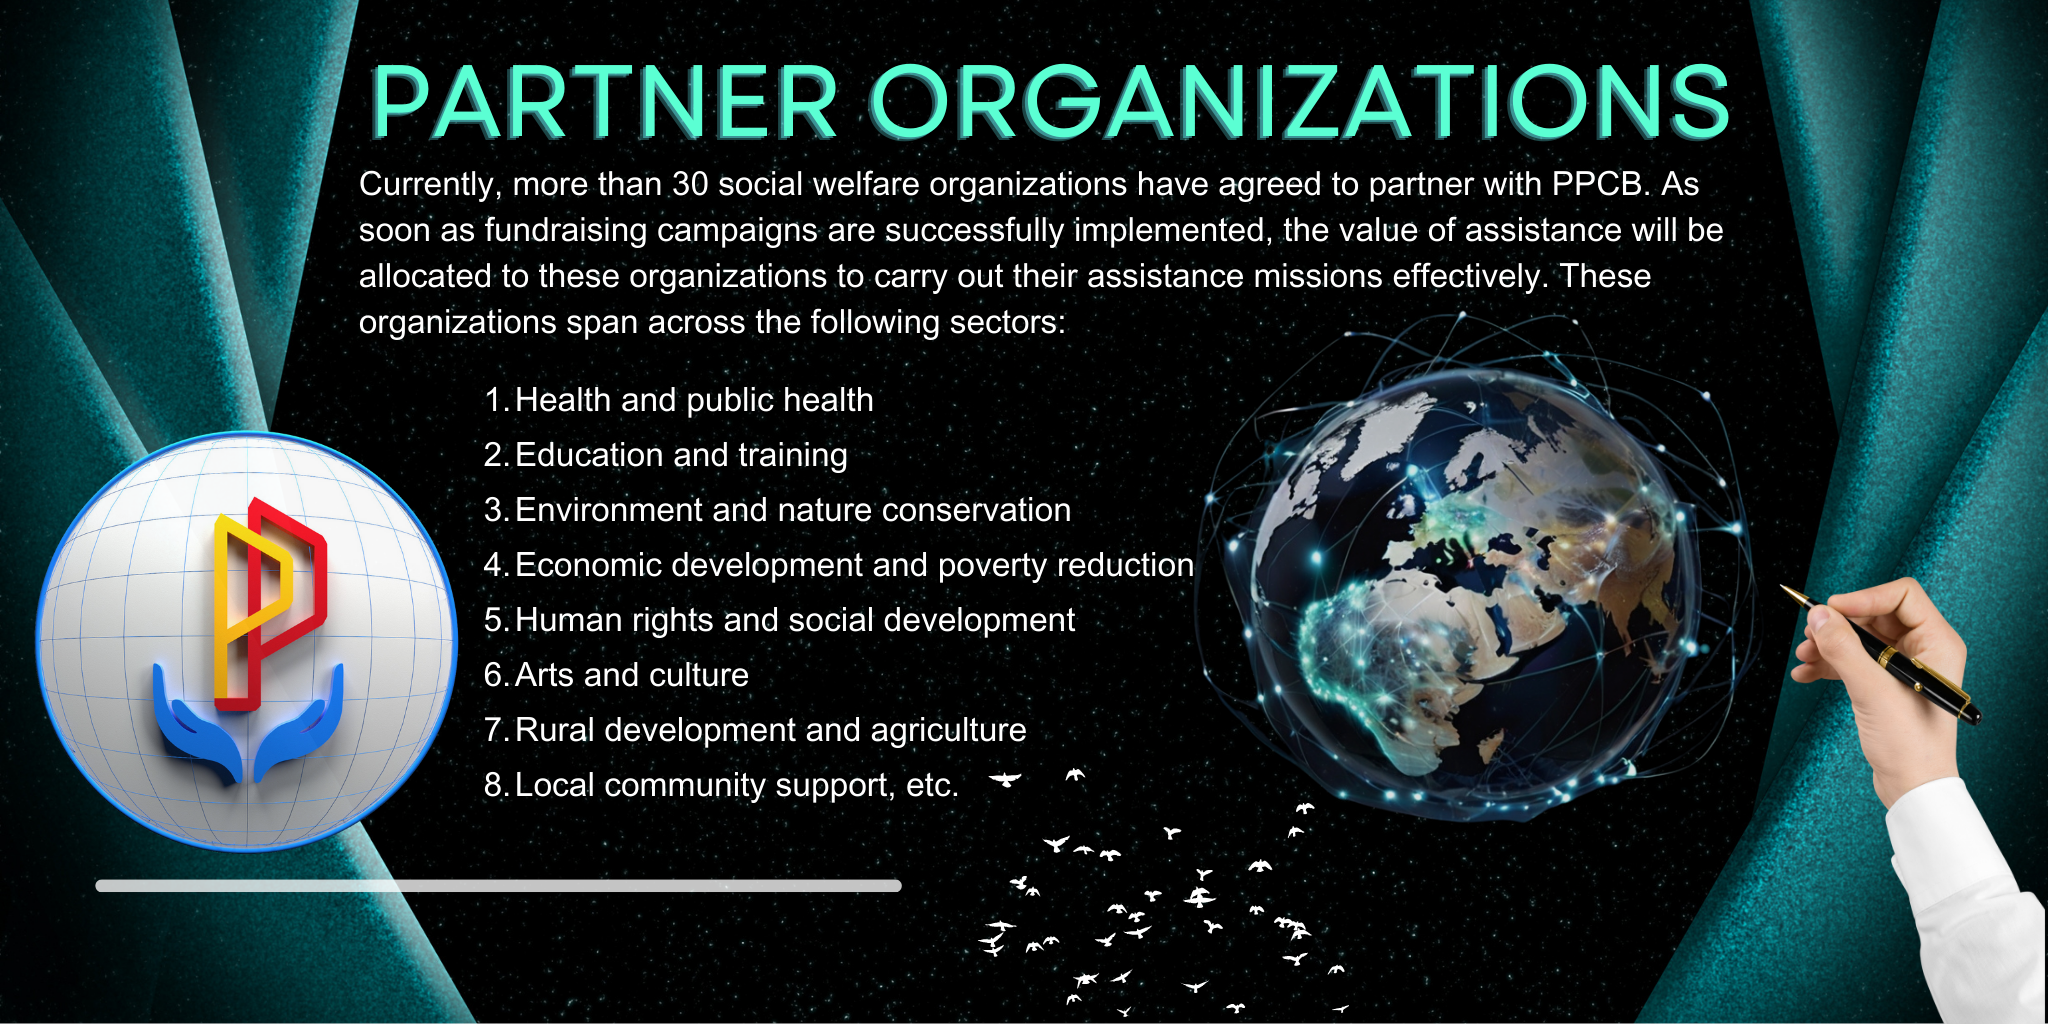 PARTNER ORGANIZATIONS
Currently, more than 30 social welfare organizations have agreed to partner with PPCB. As
soon as fundraising campaigns are successfully implemented, the value of assistance will be
allocated to these organizations to carry out their assistance missions effectively. These
organizations span across the following sectors:
1. Health and public health
2. Education and training
3. Environment and nature conservation
4. Economic development and poverty reduction
5. Human rights and social development
6. Arts and culture
7. Rural development and agriculture
8. Local community support, etc.